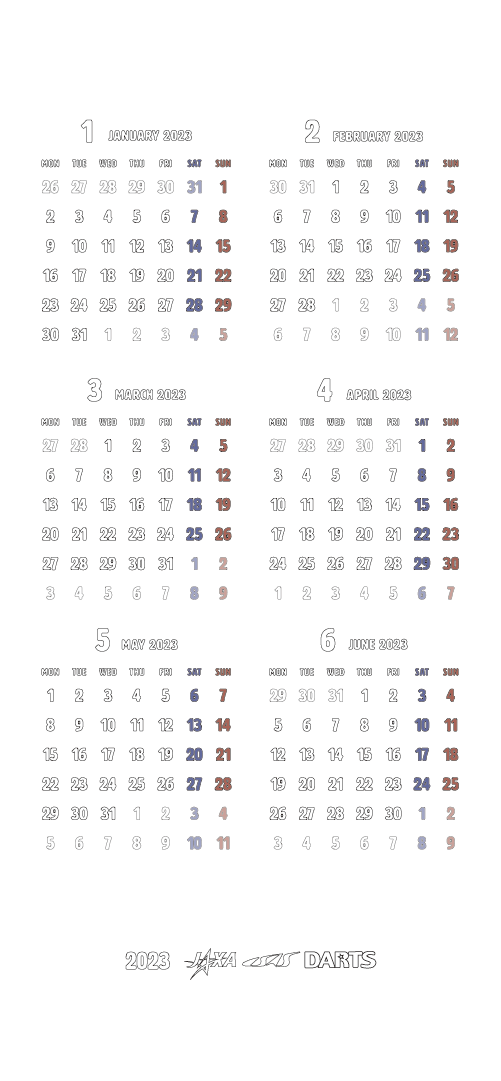 1 JANUARY 2023
MON TUE WED THU FRI SAT SUN
26 27 28 29 30 31 1
2 3 4 5 6 7 8
9 10 11 12 13 14 15
16 17 18 19 20 21 22
23 24 25 26 27 28 29
30 31 1 2 3 4 5
2 FEBRUARY 2023
MON TUE WED THU FRI SAT SUN
30 31 1 2 3 4 5
6 7 8 9 10 11 12
13 14 15 16 17 18 19
20 21 22 23 24 25 26
27 28 1 2 3 4 5
6 7 8 9 10 11 12
3 MARCH 2023
MON TUE WED THU FRI SAT SUN
27 28 1 2 3 4 5
6 7 8 9 10 11 12
13 14 15 16 17 18 19
20 21 22 23 24 25 26
27 28 29 30 31 1 2
3 4 5 6 7 8 9
4 APRIL 2023
MON TUE WED THU FRI SAT SUN
27 28 29 30 31 1 2
3 4 5 6 7 8 9
10 11 12 13 14 15 16
17 18 19 20 21 22 23
24 25 26 27 28 29 30
1 2 3 4 5 6 7
5 MAY 2023
MON TUE WED THU FRI SAT SUN
1 2 3 4 5 6 7
8 9 10 11 12 13 14
15 16 17 18 19 20 21
22 23 24 25 26 27 28
29 30 31 1 2 3 4
5 6 7 8 9 10 11
6 JUNE 2023
MON TUE WED THU FRI SAT SUN
29 30 31 1 2 3 4
5 6 7 8 9 10 11
12 13 14 15 16 17 18
19 20 21 22 23 24 25
26 27 28 29 30 1 2
3 4 5 6 7 8 9
2023 JAXA ISAS DARTS